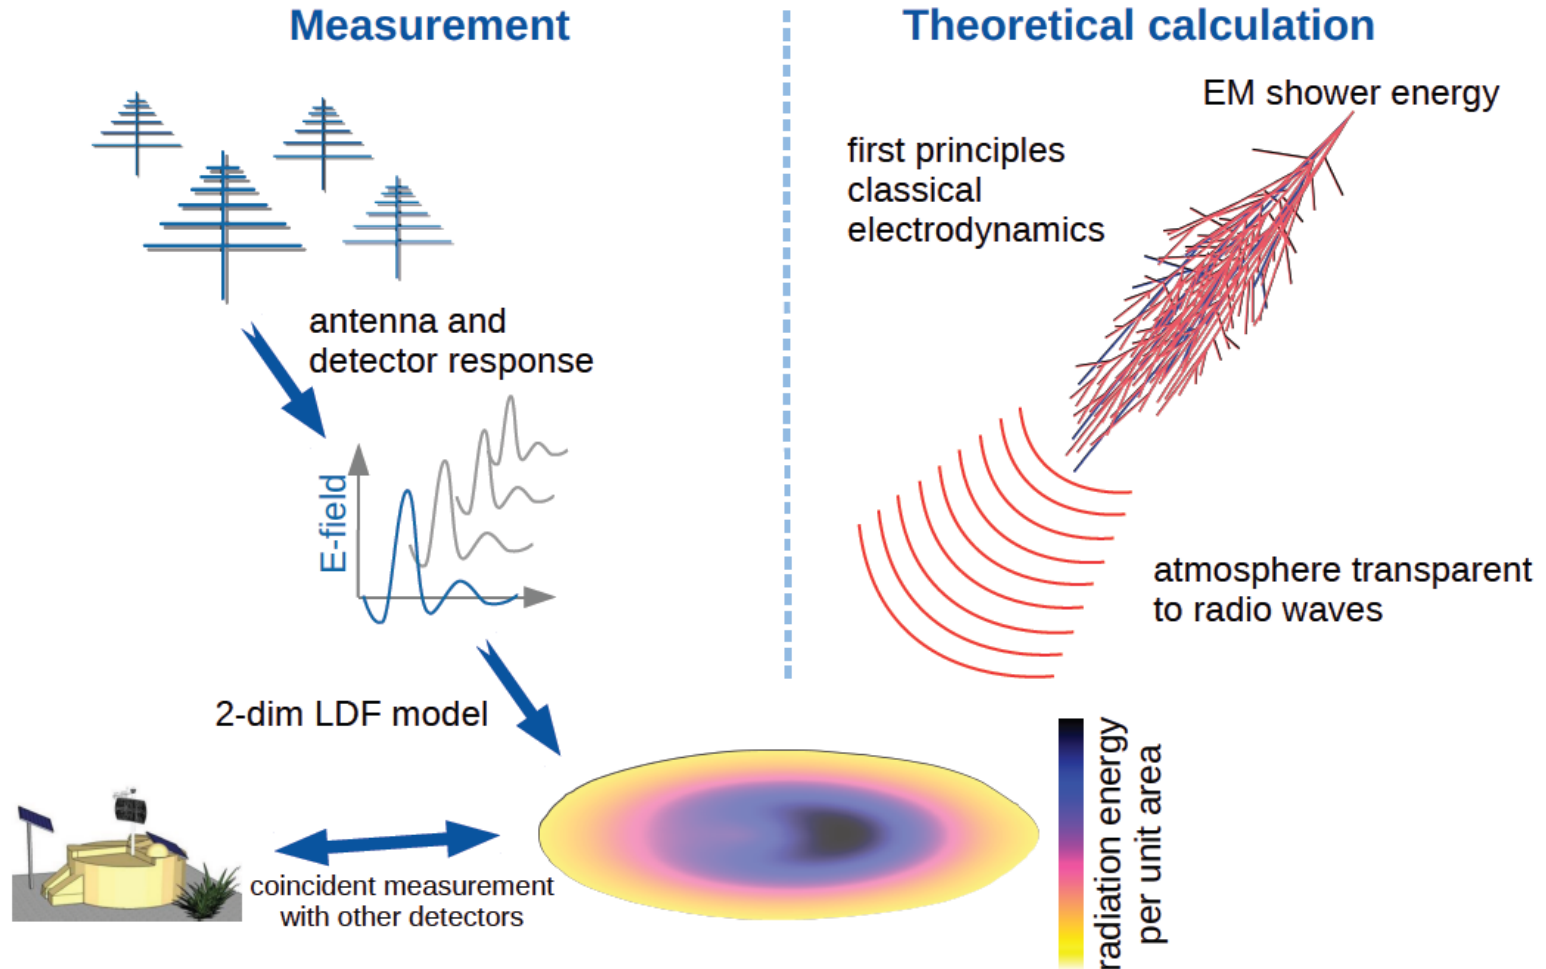 Measurement
Theoretical calculation
EM shower energy
first principles
classical
electrodynamics
antenna and
detector response
E-field
atmosphere transparent
to radio waves
2-dim LDF model
coincident measurement
with other detectors
radiation energy
per unit area